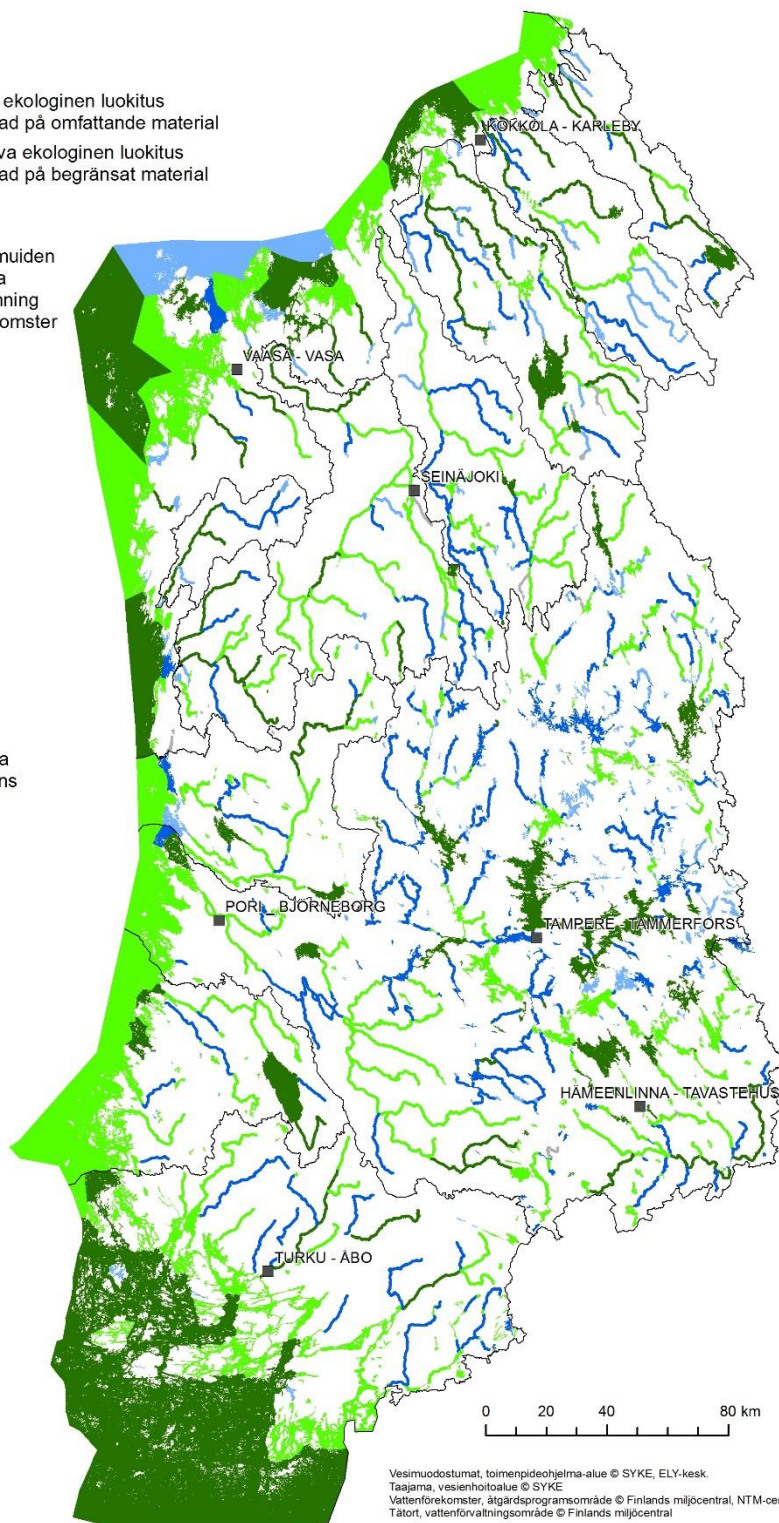 ekologinen luokitus
ad på omfattande material
va ekologinen luokitus
ad på begränsat material
muiden
a
nning
omster
a
ns
KOKKOLA - KARLEBY
VAASA - VASA
SEINÄJOKI
PORI _ BJÖRNEBORG
TAMPERE - TAMMERFORS
HÄMEENLINNA - TAVASTEHUS
TURKU - ÅBO
0 20 40 80 km
Vesimuodostumat, toimenpideohjelma-alue © SYKE, ELY-kesk.
Taajama, vesienhoitoalue © SYKE
Vattenförekomster, åtgärdsprogramsområde © Finlands miljöcentral, NTM-cen
Tätort, vattenförvaltningsområde © Finlands miljöcentral